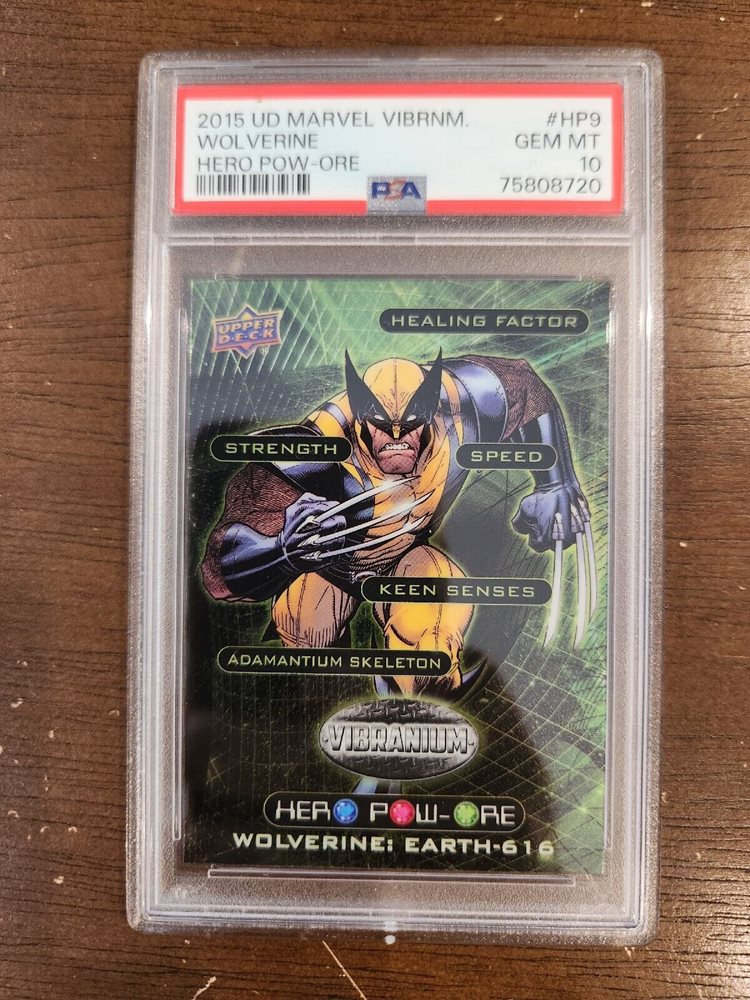 2015 UD MARVEL VIBRNM. #HP9
WOLVERINE GEM MT
HERO POW-ORE 10
PSA 75808720
UPPER DECK
HEALING FACTOR
STRENGTH
SPEED
KEEN SENSES
ADAMANTIUM SKELETON
VIBRANIUM
HERO POW-ORE
WOLVERINE: EARTH-616